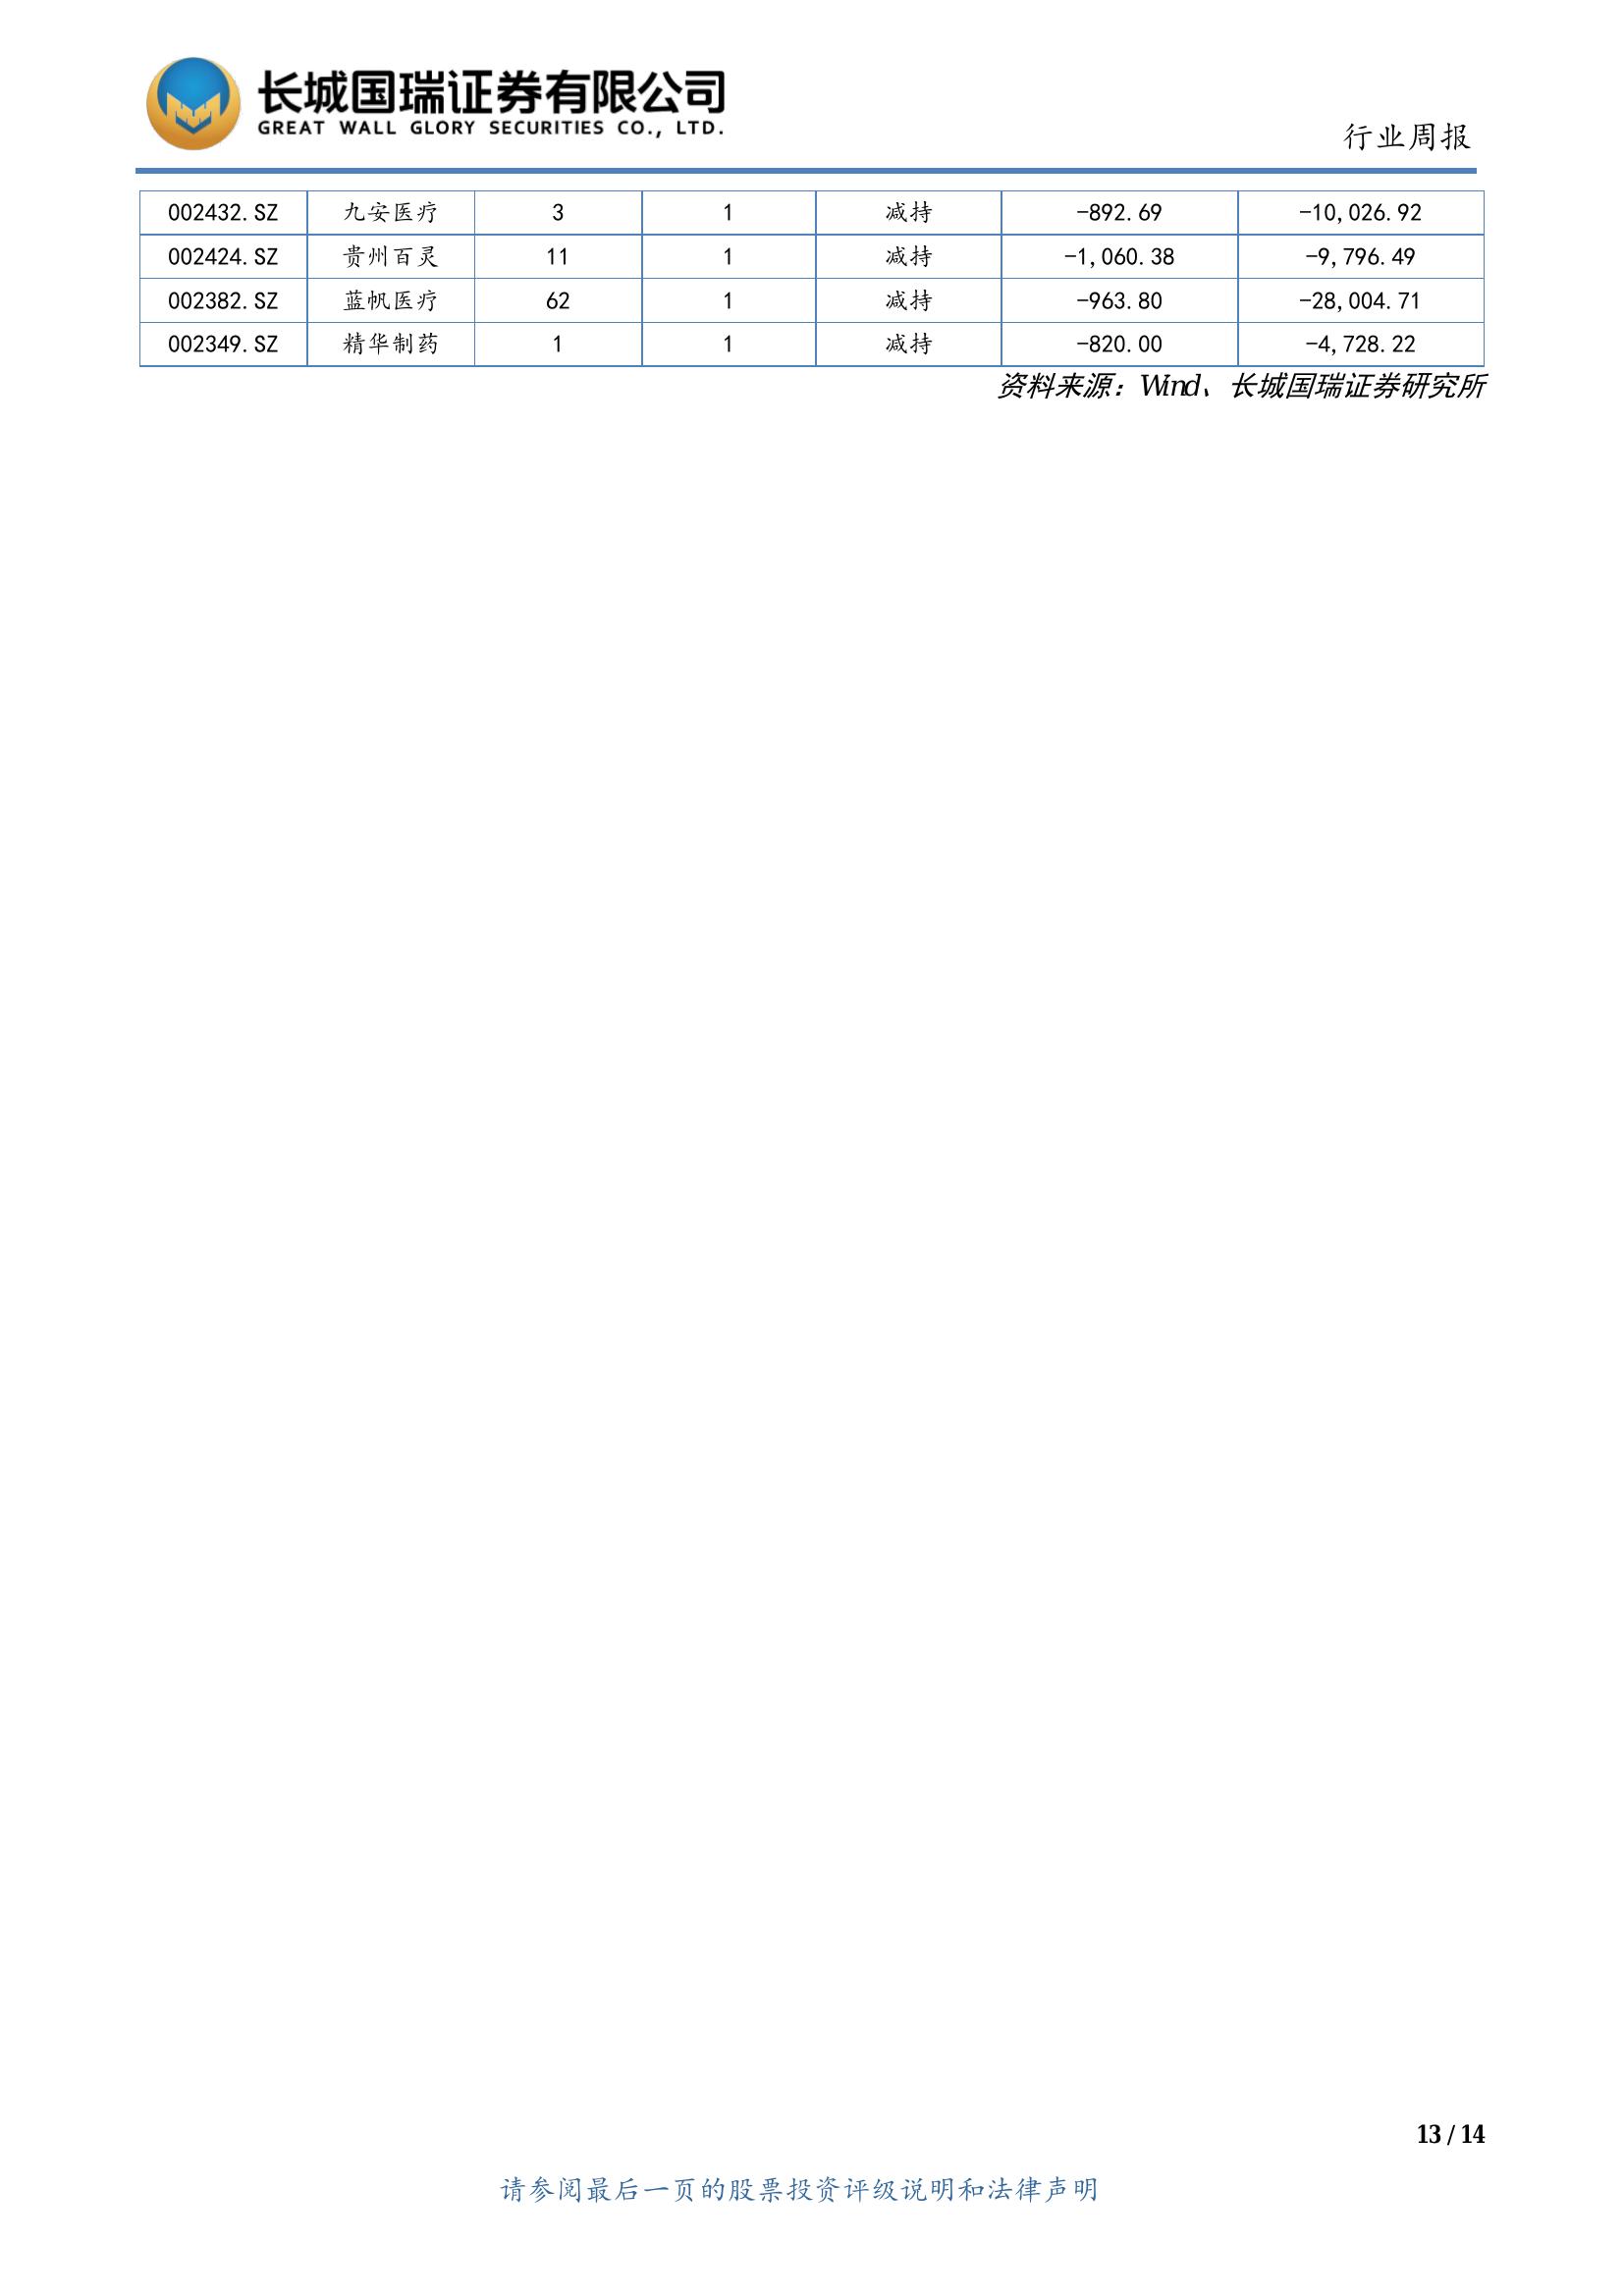 长城国瑞证券有限公司
GREAT WALL GLORY SECURITIES CO., LTD.
行业周报
002432.SZ 九安医疗 3 1 减持 -892.69 -10,026.92
002424.SZ 贵州百灵 11 1 减持 -1,060.38 -9,796.49
002382.SZ 蓝帆医疗 62 1 减持 -963.80 -28,004.71
002349.SZ 精华制药 1 1 减持 -820.00 -4,728.22
资料来源：Wind、长城国瑞证券研究所
13 / 14
请参阅最后一页的股票投资评级说明和法律声明